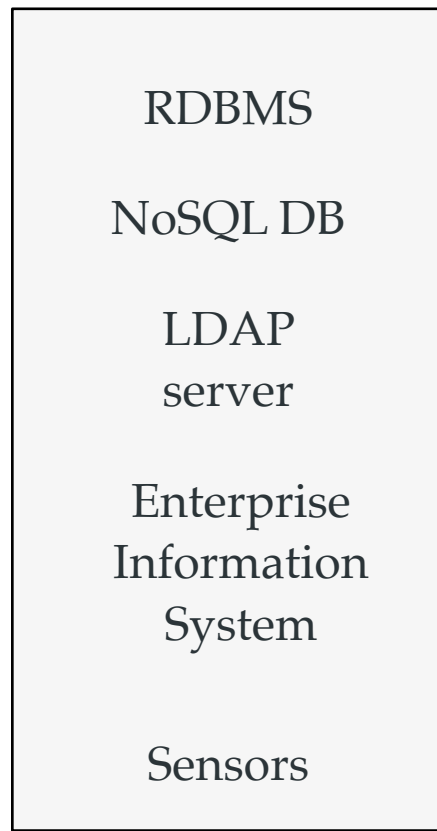 RDBMS
NoSQL DB
LDAP
server
Enterprise
Information
System
Sensors